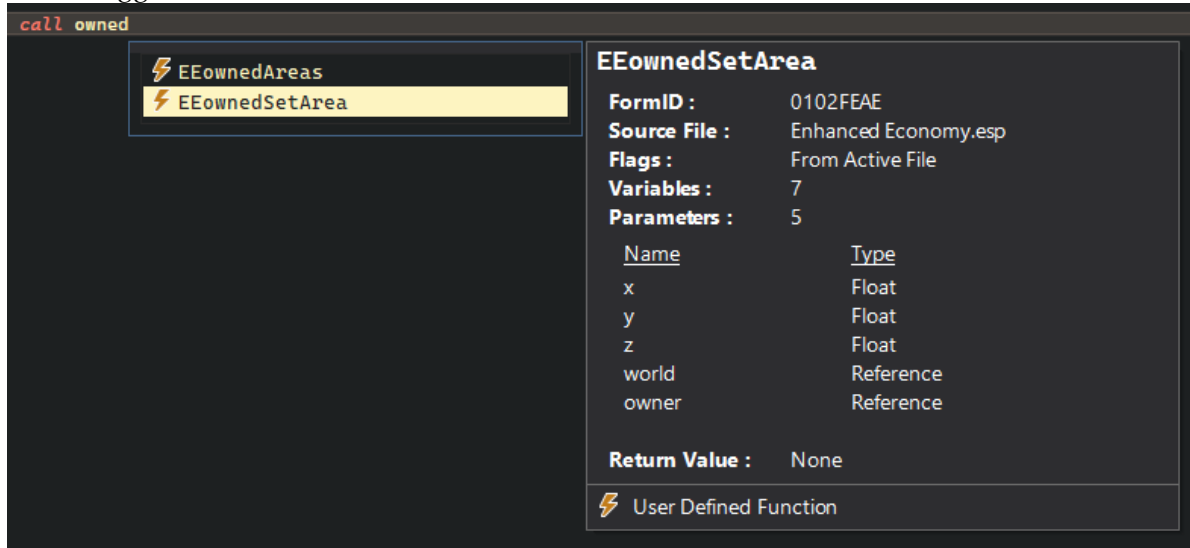 call owned
EEownedAreas
EEownedSetArea
EEownedSetArea
FormID : 0102FEAE
Source File : Enhanced Economy.esp
Flags : From Active File
Variables : 7
Parameters : 5
Name Type
x Float
y Float
z Float
world Reference
owner Reference
Return Value : None
User Defined Function